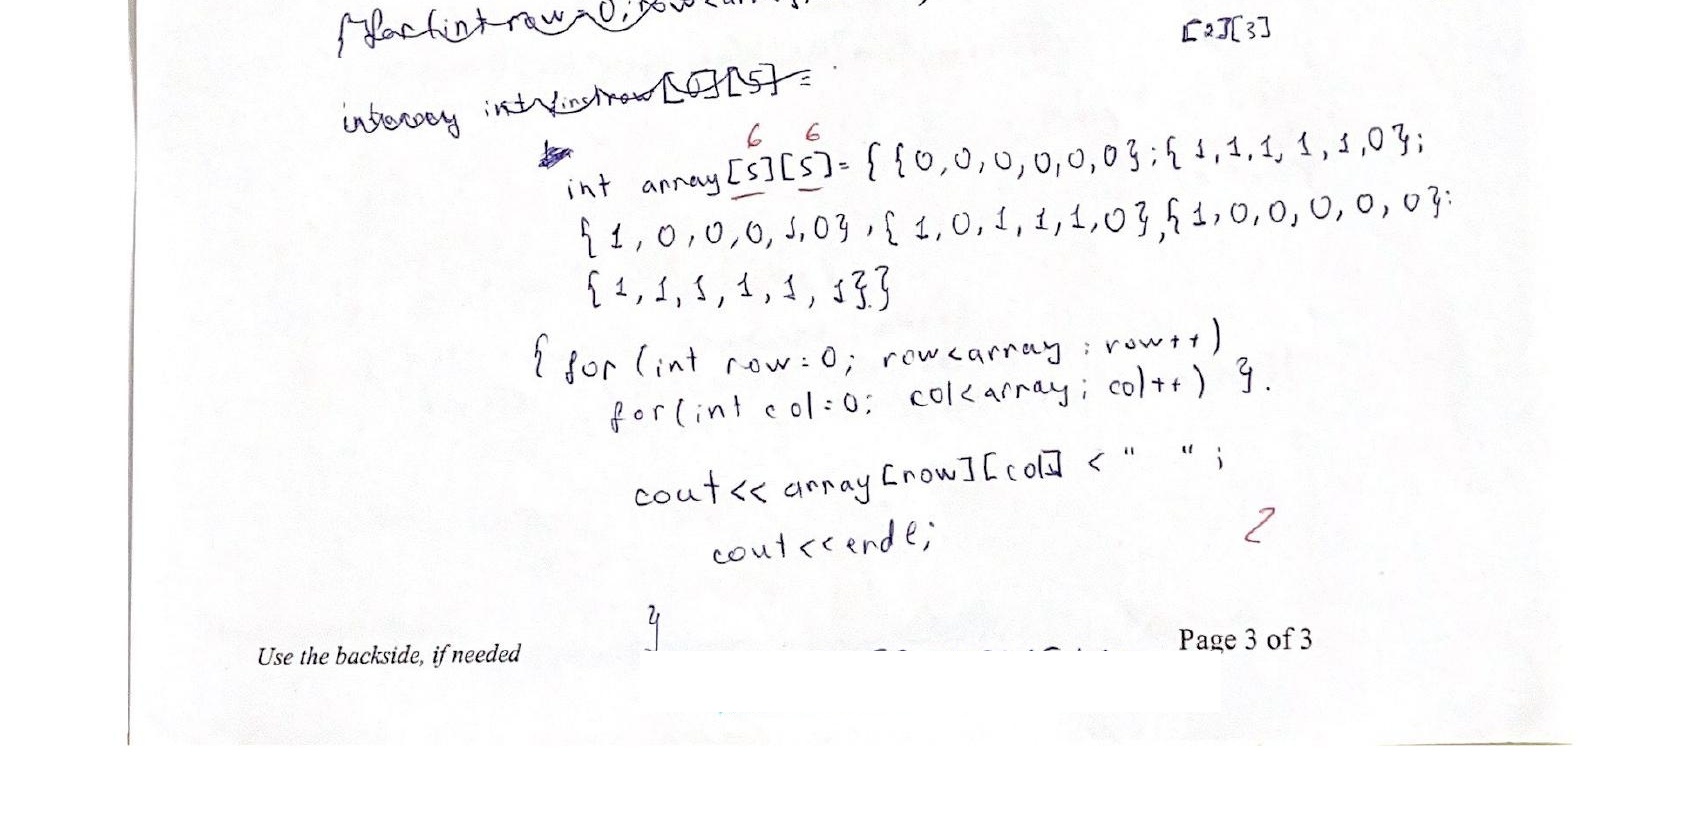 [2][3]
6 6
int array[5][5]= { {0,0,0,0,0,0};{ 1,1,1,1,1,0};
{ 1,0,0,0,1,0} ,{ 1,0,1,1,1,0},{ 1,0,0,0,0,0};
{ 1,1,1,1,1,1}}
{ for (int row=0; row<array ; row++)
for(int col=0; col<array; col++) }.
cout<< array [row][col] < " " ;
cout<<endl;
2
}
Use the backside, if needed
Page 3 of 3